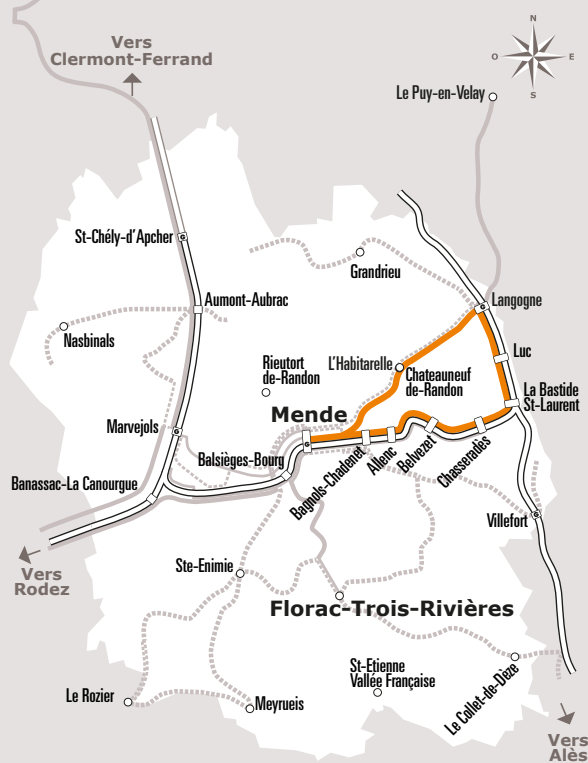 Vers
Clermont-Ferrand
N
O
E
S
Le Puy-en-Velay
St-Chély-d'Apcher
Grandrieu
Aumont-Aubrac
Langogne
Nasbinals
Luc
L'Habitarelle
Rieutort
de-Randon
Chateauneuf
de-Randon
La Bastide
St-Laurent
Mende
Marvejols
Balsièges-Bourg
Bagnols-Chadenet
Allenc
Belvezet
Chasseradès
Banassac-La Canourgue
Villefort
Vers
Rodez
Ste-Enimie
Florac-Trois-Rivières
St-Etienne
Vallée Française
Le Collet-de-Dèze
Le Rozier
Meyrueis
Vers
Alès